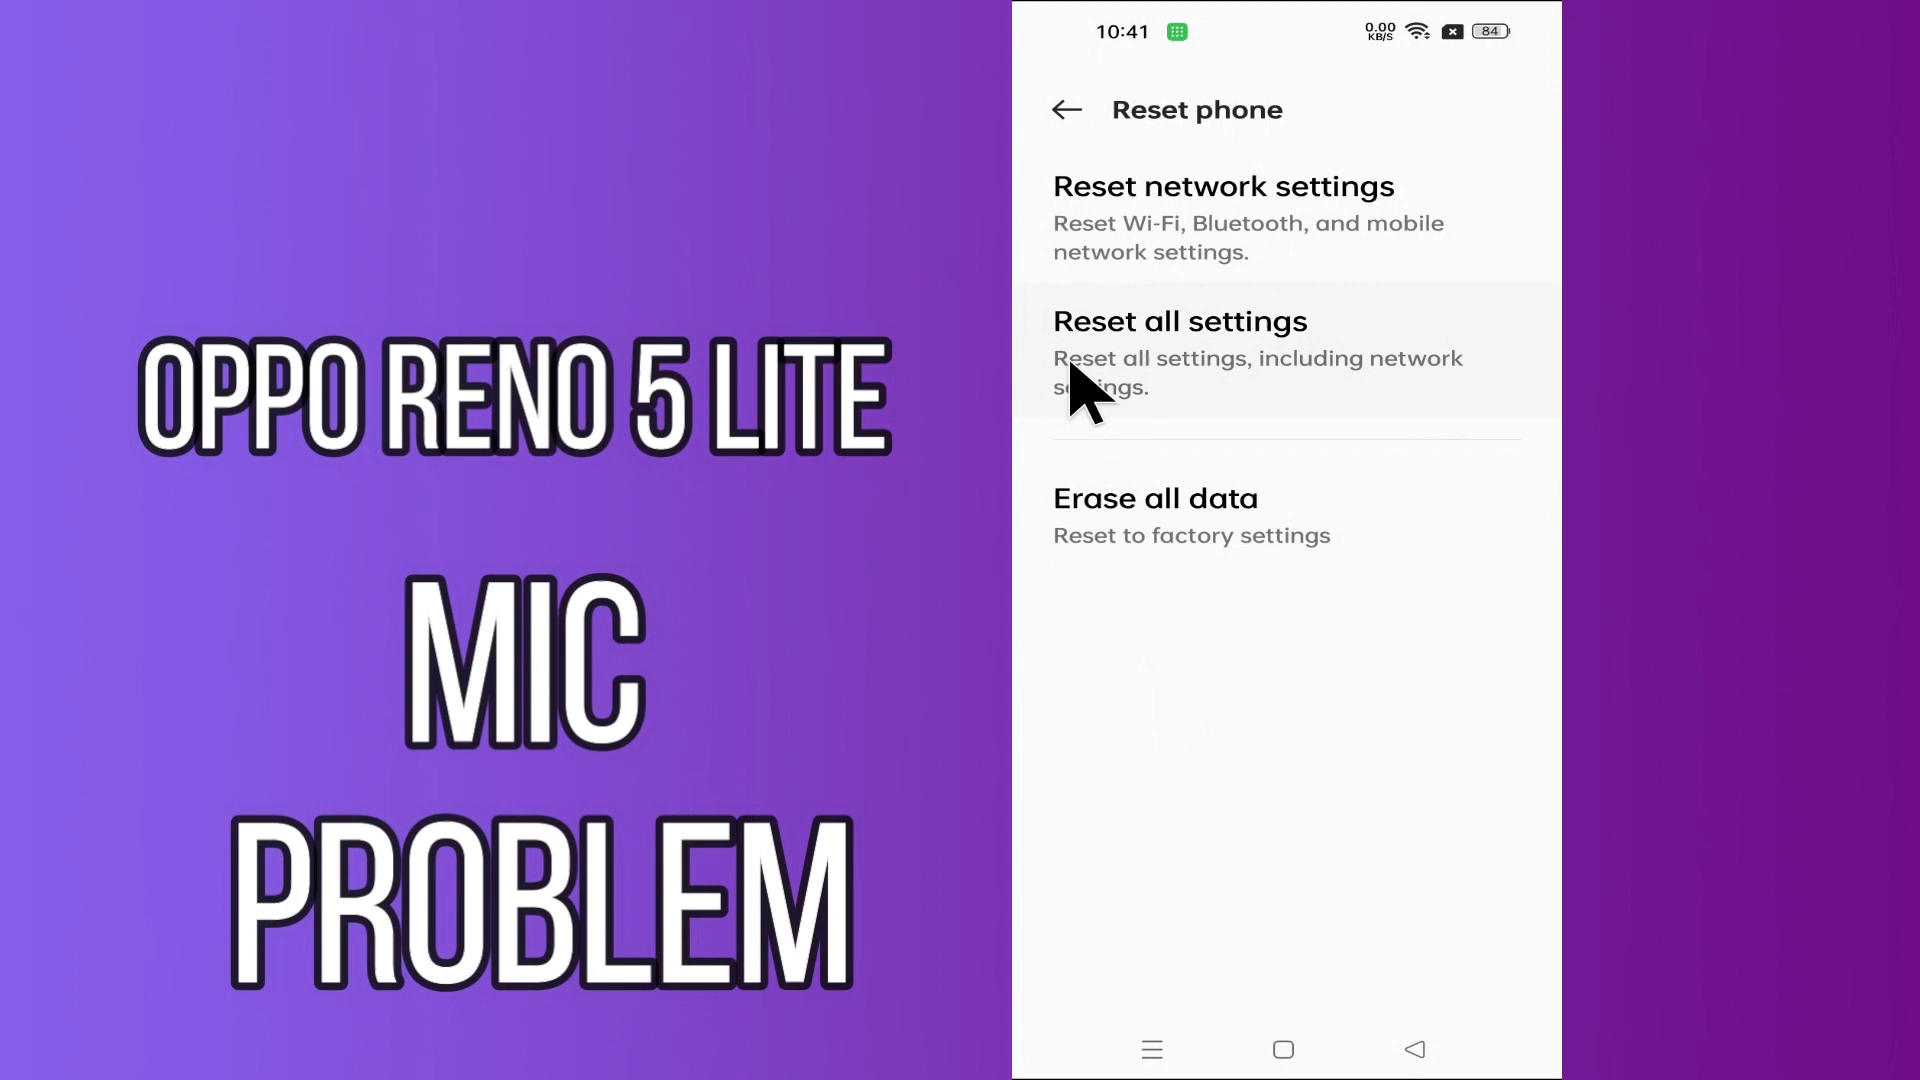 OPPO RENO 5 LITE
MIC
PROBLEM
10:41
0.00
KB/S
84
Reset phone
Reset network settings
Reset Wi-Fi, Bluetooth, and mobile
network settings.
Reset all settings
Reset all settings, including network
settings.
Erase all data
Reset to factory settings